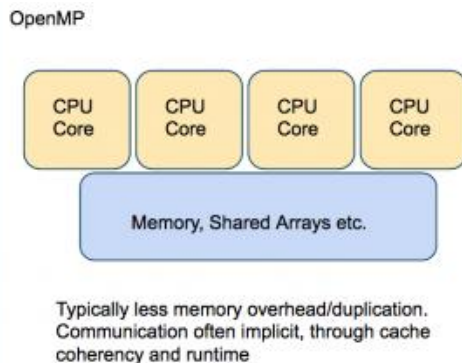 OpenMP
CPU CPU CPU CPU
Core Core Core Core
Memory, Shared Arrays etc.
Typically less memory overhead/duplication.
Communication often implicit, through cache
coherency and runtime